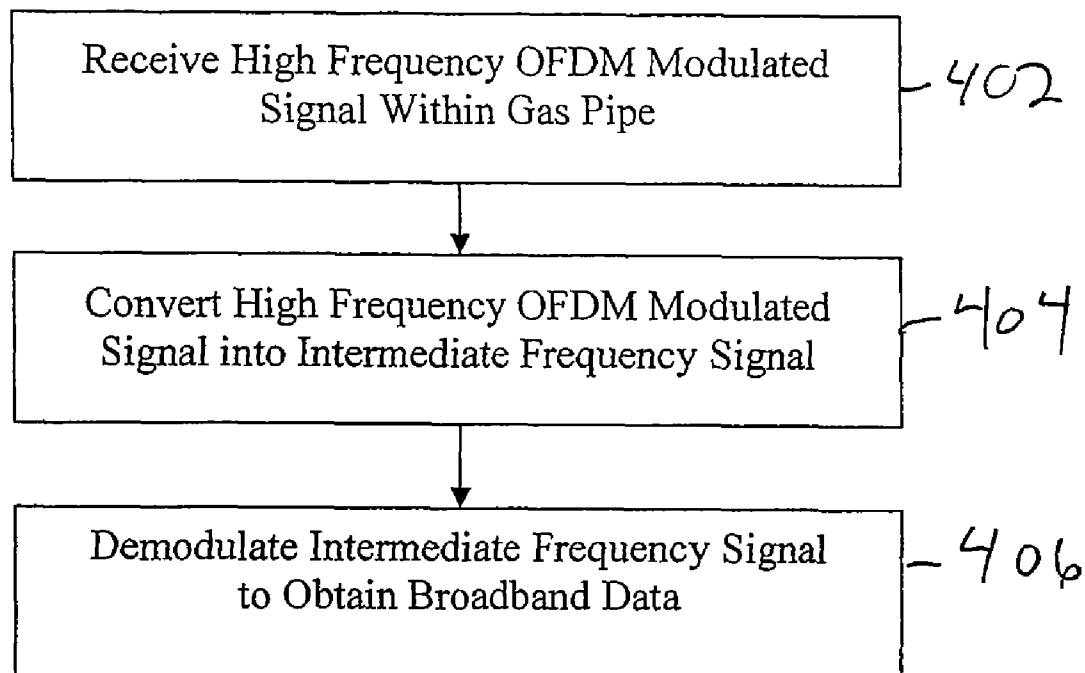 Receive High Frequency OFDM Modulated
Signal Within Gas Pipe
402
Convert High Frequency OFDM Modulated
Signal into Intermediate Frequency Signal
404
Demodulate Intermediate Frequency Signal
to Obtain Broadband Data
406